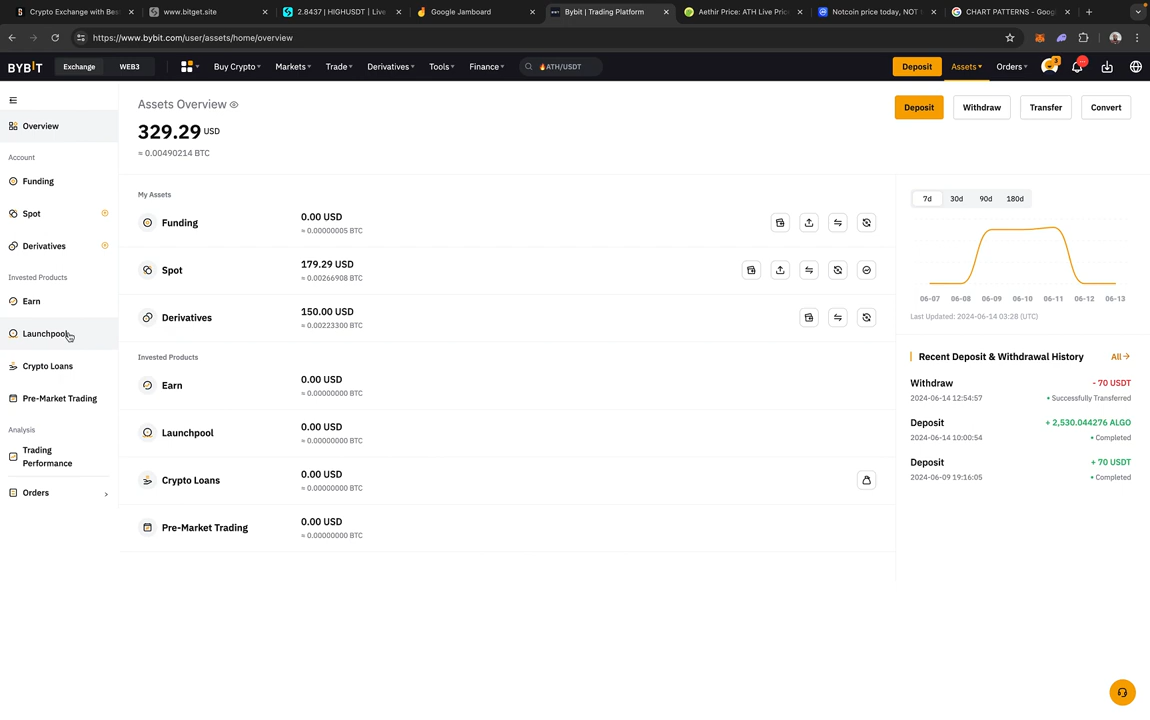 Crypto Exchange with Be
www.bitget.site
2.8437 | HIGHUSDT | Live
Google Jamboard
Bybit | Trading Platform
Aethir Price: ATH Live Pric
Notcoin price today, NOT
CHART PATTERNS - Goog
https://www.bybit.com/user/assets/home/overview
BYBIT
Exchange
WEB3
Buy Crypto
Markets
Trade
Derivatives
Tools
Finance
ATH/USDT
Deposit
Assets
Orders
3
Overview
Account
Funding
Spot
Derivatives
Invested Products
Earn
Launchpool
Crypto Loans
Pre-Market Trading
Analysis
Trading
Performance
Orders
Assets Overview
329.29 USD
≈ 0.00490214 BTC
Deposit
Withdraw
Transfer
Convert
My Assets
Funding
0.00 USD
≈ 0.00000005 BTC
Spot
179.29 USD
≈ 0.00266908 BTC
Derivatives
150.00 USD
≈ 0.00223300 BTC
Invested Products
Earn
0.00 USD
≈ 0.00000000 BTC
Launchpool
0.00 USD
≈ 0.00000000 BTC
Crypto Loans
0.00 USD
≈ 0.00000000 BTC
Pre-Market Trading
0.00 USD
≈ 0.00000000 BTC
7d 30d 90d 180d
06-07 06-08 06-09 06-10 06-11 06-12 06-13
Last Updated: 2024-06-14 03:28 (UTC)
Recent Deposit & Withdrawal History
All
Withdraw - 70 USDT
2024-06-14 12:54:57 • Successfully Transferred
Deposit + 2,530.044276 ALGO
2024-06-14 10:00:54 • Completed
Deposit + 70 USDT
2024-06-09 19:16:05 • Completed